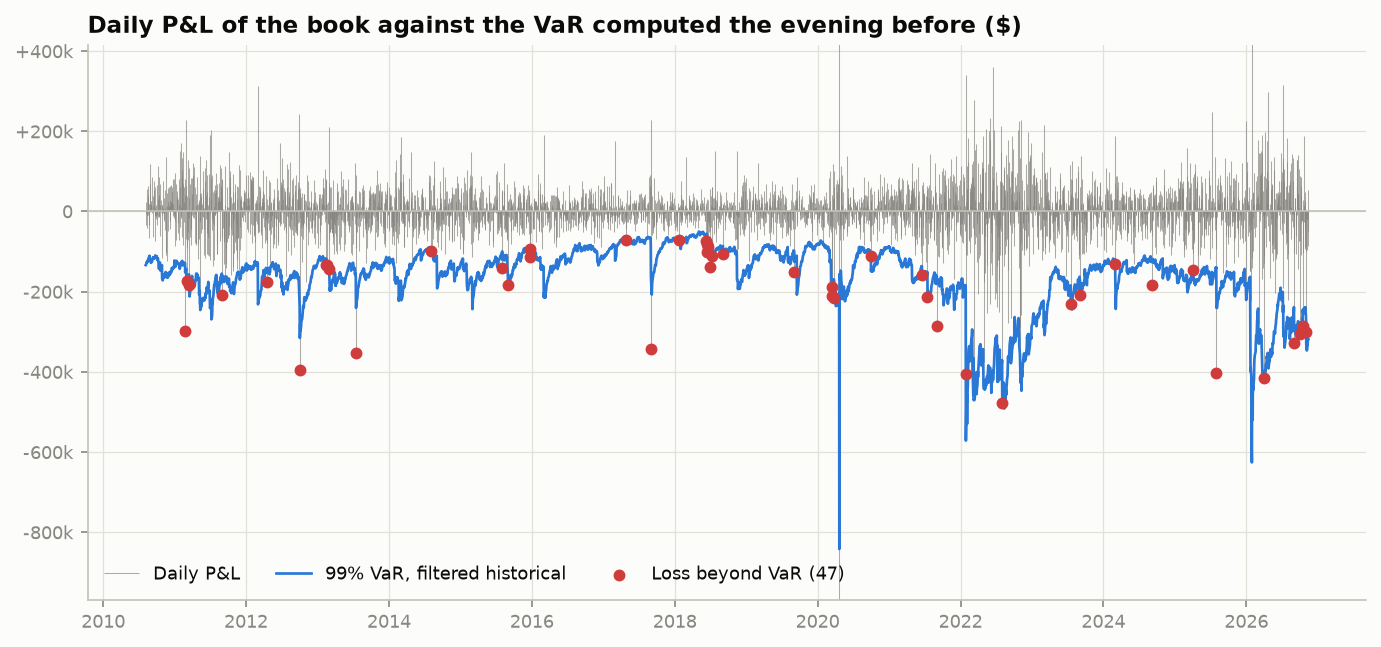 Daily P&L of the book against the VaR computed the evening before ($)
+400k
+200k
0
-200k
-400k
-600k
-800k
Daily P&L
99% VaR, filtered historical
Loss beyond VaR (47)
2010 2012 2014 2016 2018 2020 2022 2024 2026